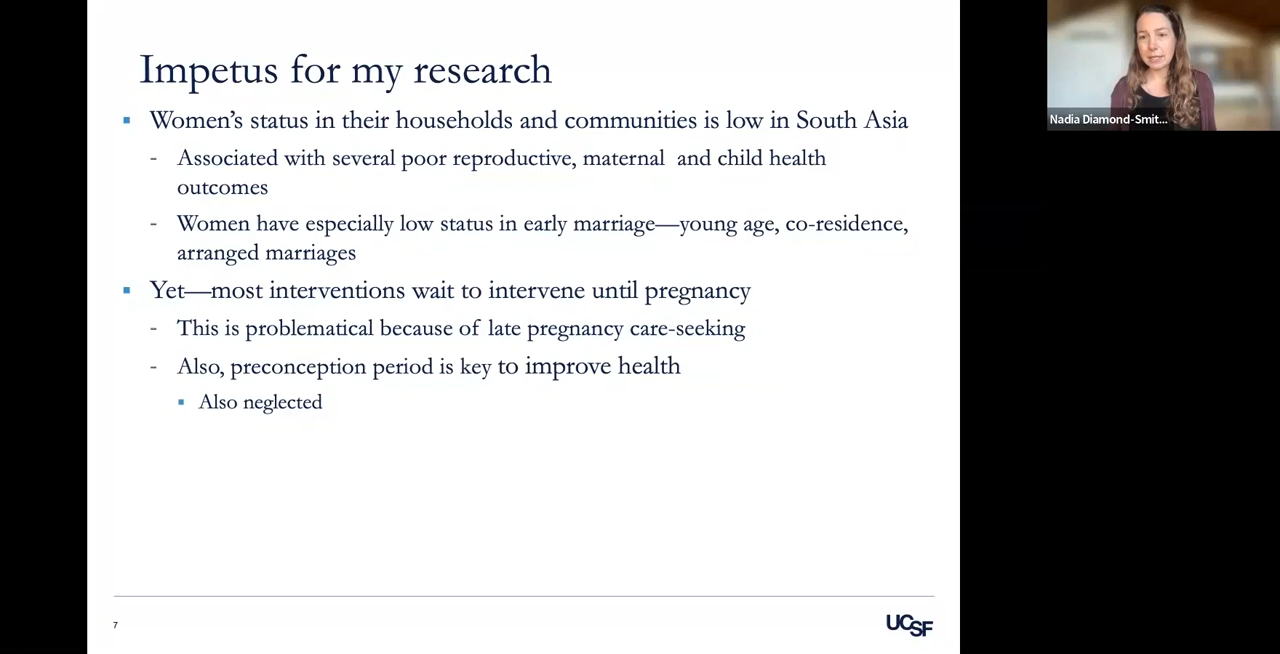 Impetus for my research
▪ Women's status in their households and communities is low in South Asia
- Associated with several poor reproductive, maternal and child health
outcomes
- Women have especially low status in early marriage—young age, co-residence,
arranged marriages
▪ Yet—most interventions wait to intervene until pregnancy
- This is problematical because of late pregnancy care-seeking
- Also, preconception period is key to improve health
▪ Also neglected
7
UCSF
Nadia Diamond-Smit...